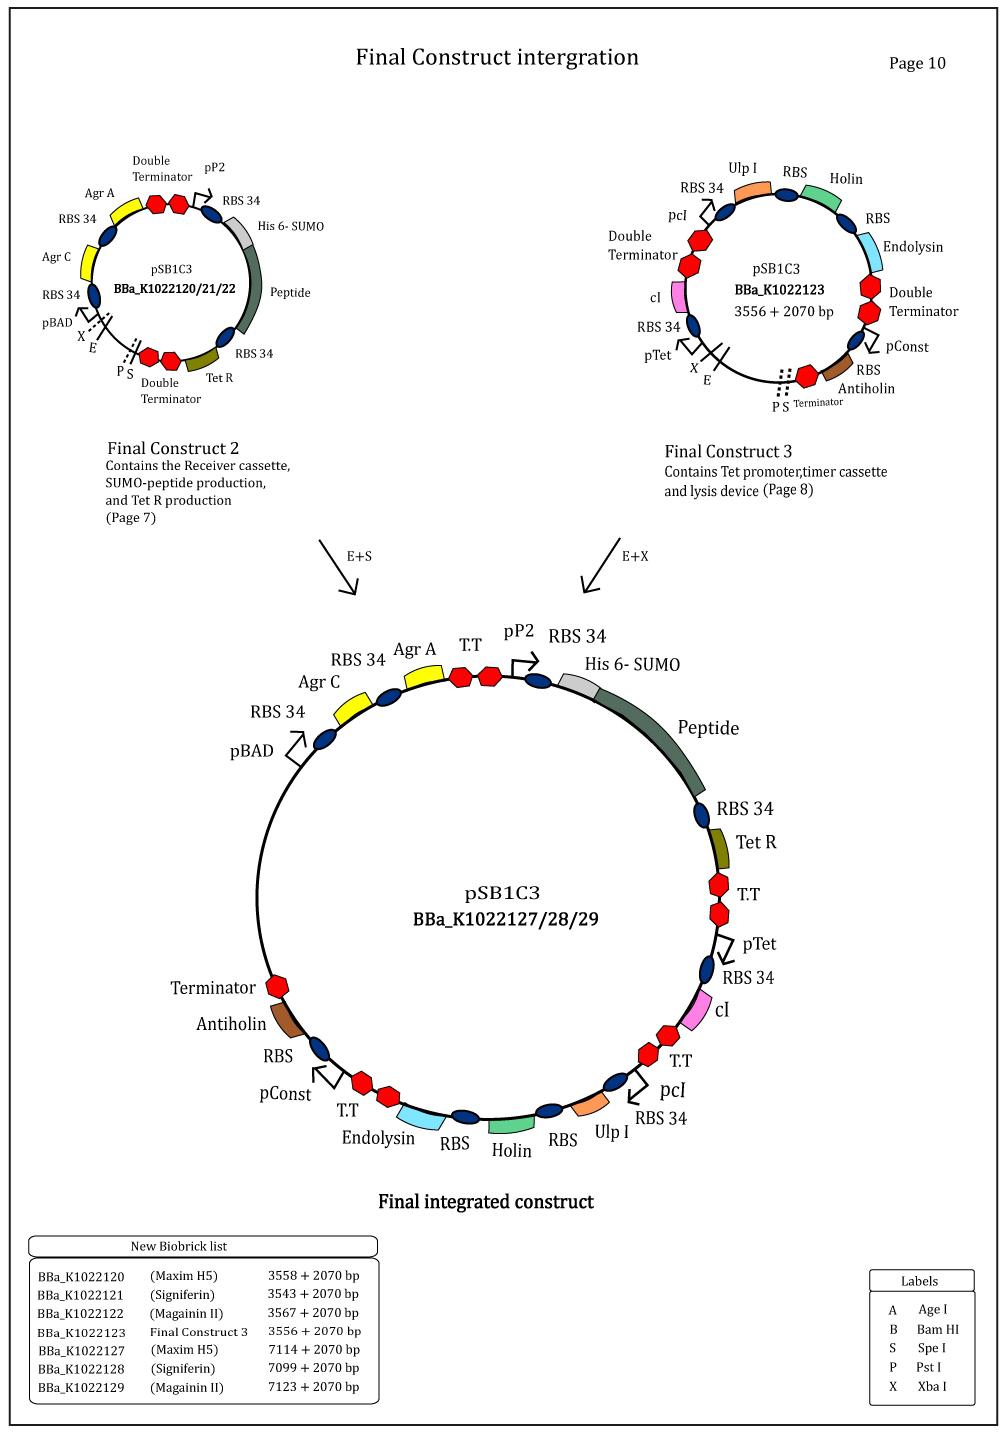 Final Construct intergration
Page 10
Double
Terminator
pP2
Agr A
RBS 34
RBS 34
His 6- SUMO
Agr C
pSB1C3
BBa_K1022120/21/22
RBS 34
Peptide
pBAD
X
E
RBS 34
P S
Tet R
Double
Terminator
Final Construct 2
Contains the Receiver cassette,
SUMO-peptide production,
and Tet R production
(Page 7)
Ulp I
RBS
Holin
RBS 34
pcI
RBS
Double
Terminator
Endolysin
pSB1C3
BBa_K1022123
3556 + 2070 bp
cI
Double
Terminator
RBS 34
pTet
pConst
X
E
RBS
Antiholin
P S
Terminator
Final Construct 3
Contains Tet promoter,timer cassette
and lysis device (Page 8)
E+S
E+X
pP2
RBS 34
T.T
Agr A
RBS 34
His 6- SUMO
Agr C
RBS 34
Peptide
pBAD
RBS 34
Tet R
pSB1C3
BBa_K1022127/28/29
T.T
pTet
RBS 34
Terminator
cI
Antiholin
RBS
T.T
pConst
pcI
T.T
RBS 34
Ulp I
Endolysin
RBS
Holin
RBS
Final integrated construct
New Biobrick list
BBa_K1022120 (Maxim H5) 3558 + 2070 bp
BBa_K1022121 (Signiferin) 3543 + 2070 bp
BBa_K1022122 (Magainin II) 3567 + 2070 bp
BBa_K1022123 Final Construct 3 3556 + 2070 bp
BBa_K1022127 (Maxim H5) 7114 + 2070 bp
BBa_K1022128 (Signiferin) 7099 + 2070 bp
BBa_K1022129 (Magainin II) 7123 + 2070 bp
Labels
A Age I
B Bam HI
S Spe I
P Pst I
X Xba I